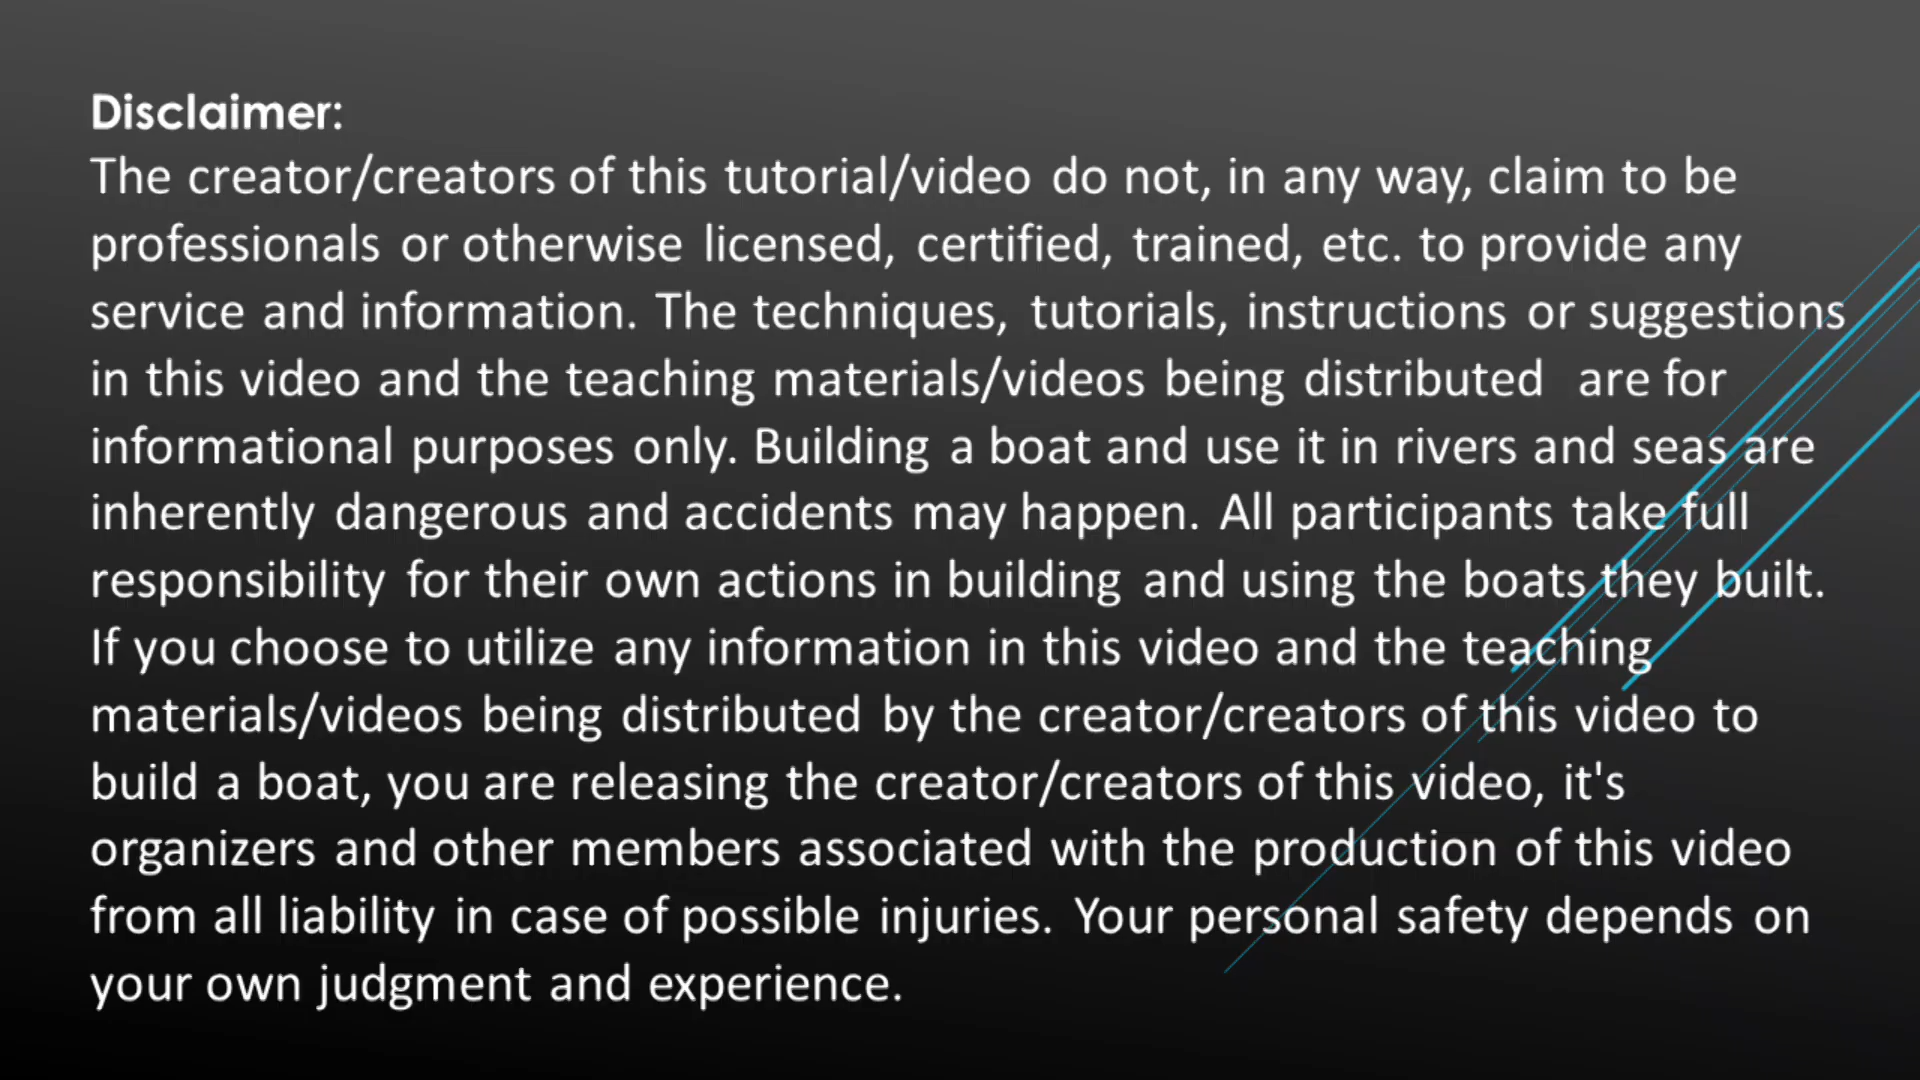 Disclaimer:
The creator/creators of this tutorial/video do not, in any way, claim to be
professionals or otherwise licensed, certified, trained, etc. to provide any
service and information. The techniques, tutorials, instructions or suggestions
in this video and the teaching materials/videos being distributed are for
informational purposes only. Building a boat and use it in rivers and seas are
inherently dangerous and accidents may happen. All participants take full
responsibility for their own actions in building and using the boats they built.
If you choose to utilize any information in this video and the teaching
materials/videos being distributed by the creator/creators of this video to
build a boat, you are releasing the creator/creators of this video, it's
organizers and other members associated with the production of this video
from all liability in case of possible injuries. Your personal safety depends on
your own judgment and experience.